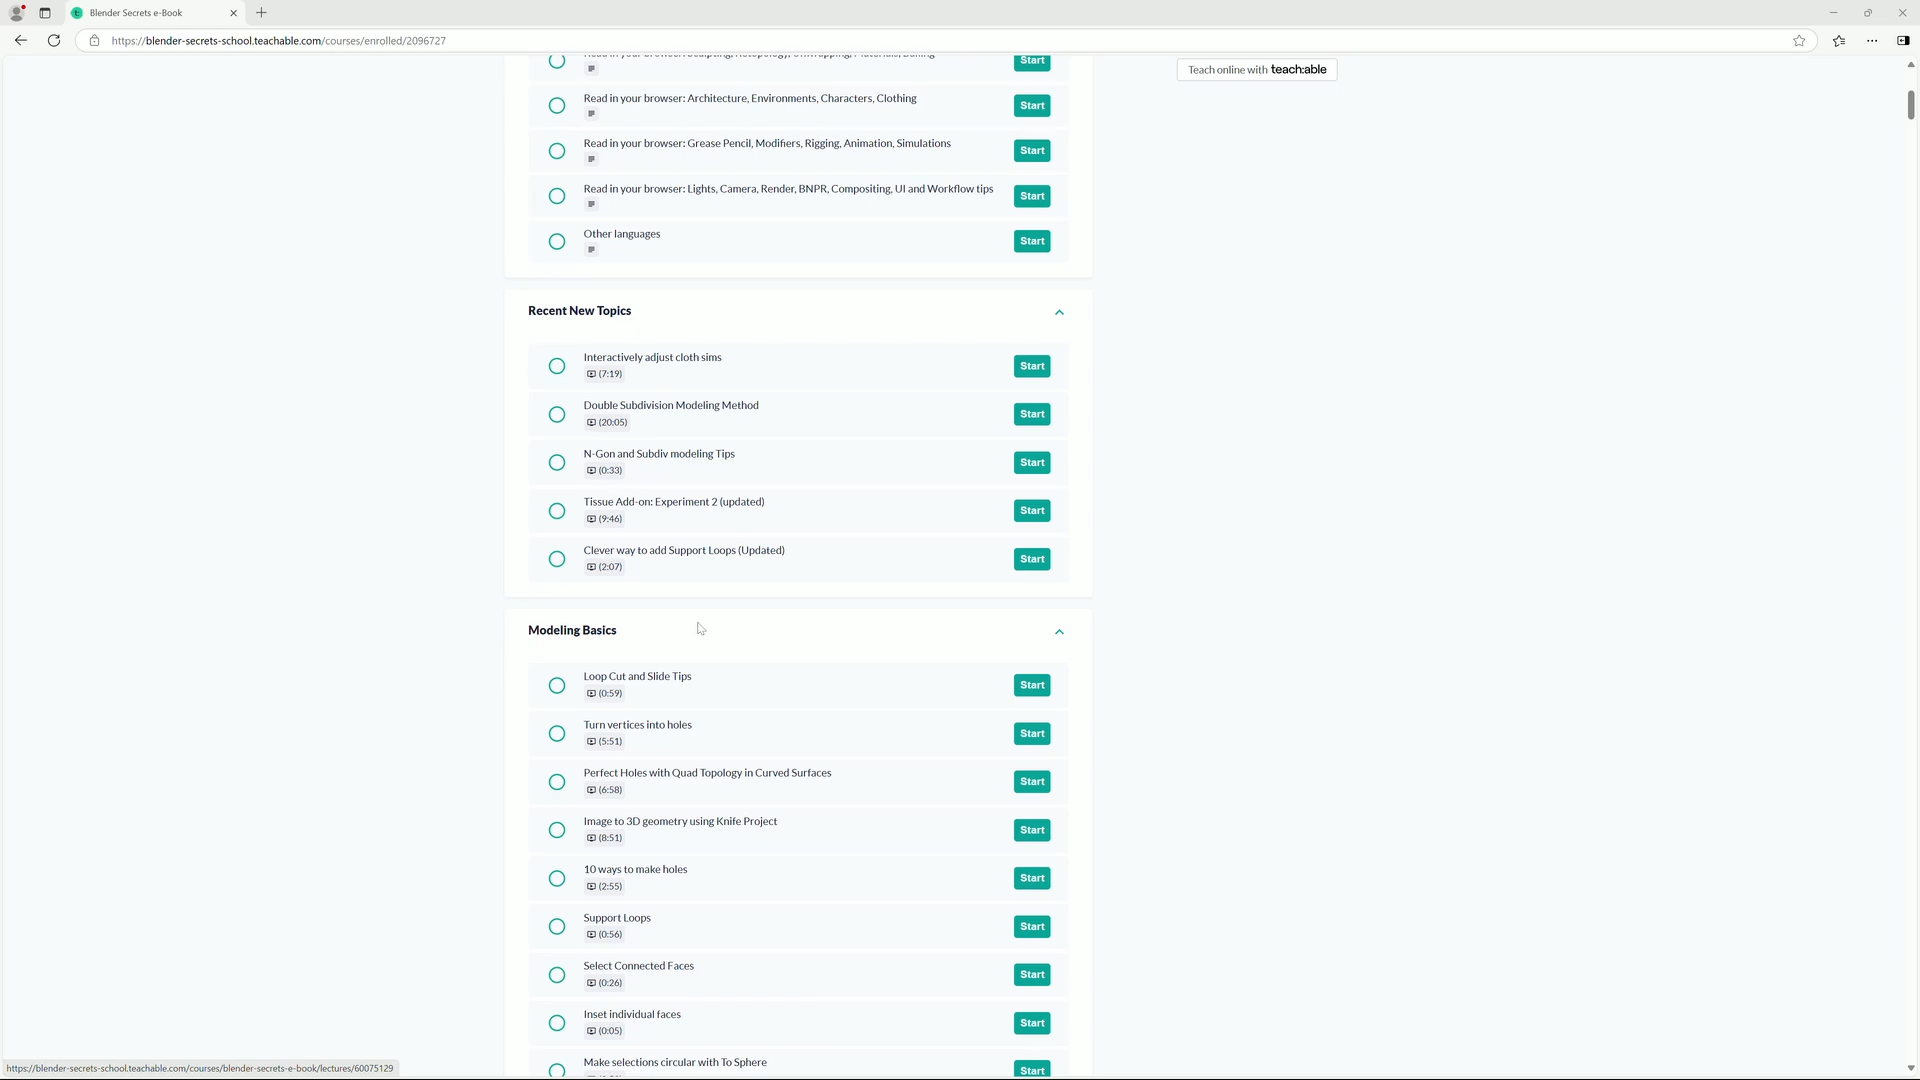 Blender Secrets e-Book
https://blender-secrets-school.teachable.com/courses/enrolled/2096727
Start
Teach online with teach:able
Read in your browser: Architecture, Environments, Characters, Clothing
Start
Read in your browser: Grease Pencil, Modifiers, Rigging, Animation, Simulations
Start
Read in your browser: Lights, Camera, Render, BNPR, Compositing, UI and Workflow tips
Start
Other languages
Start
Recent New Topics
Interactively adjust cloth sims
(7:19)
Start
Double Subdivision Modeling Method
(20:05)
Start
N-Gon and Subdiv modeling Tips
(0:33)
Start
Tissue Add-on: Experiment 2 (updated)
(9:46)
Start
Clever way to add Support Loops (Updated)
(2:07)
Start
Modeling Basics
Loop Cut and Slide Tips
(0:59)
Start
Turn vertices into holes
(5:51)
Start
Perfect Holes with Quad Topology in Curved Surfaces
(6:58)
Start
Image to 3D geometry using Knife Project
(8:51)
Start
10 ways to make holes
(2:55)
Start
Support Loops
(0:56)
Start
Select Connected Faces
(0:26)
Start
Inset individual faces
(0:05)
Start
Make selections circular with To Sphere
Start
https://blender-secrets-school.teachable.com/courses/blender-secrets-e-book/lectures/60075129